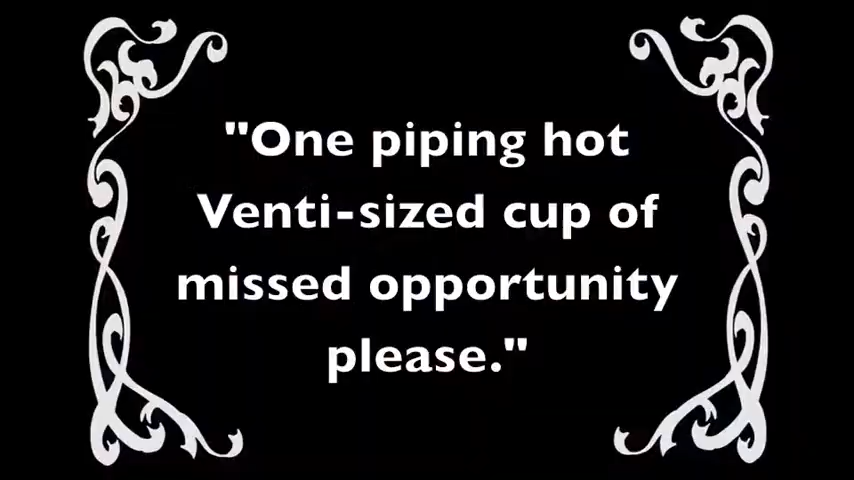 "One piping hot
Venti-sized cup of
missed opportunity
please."